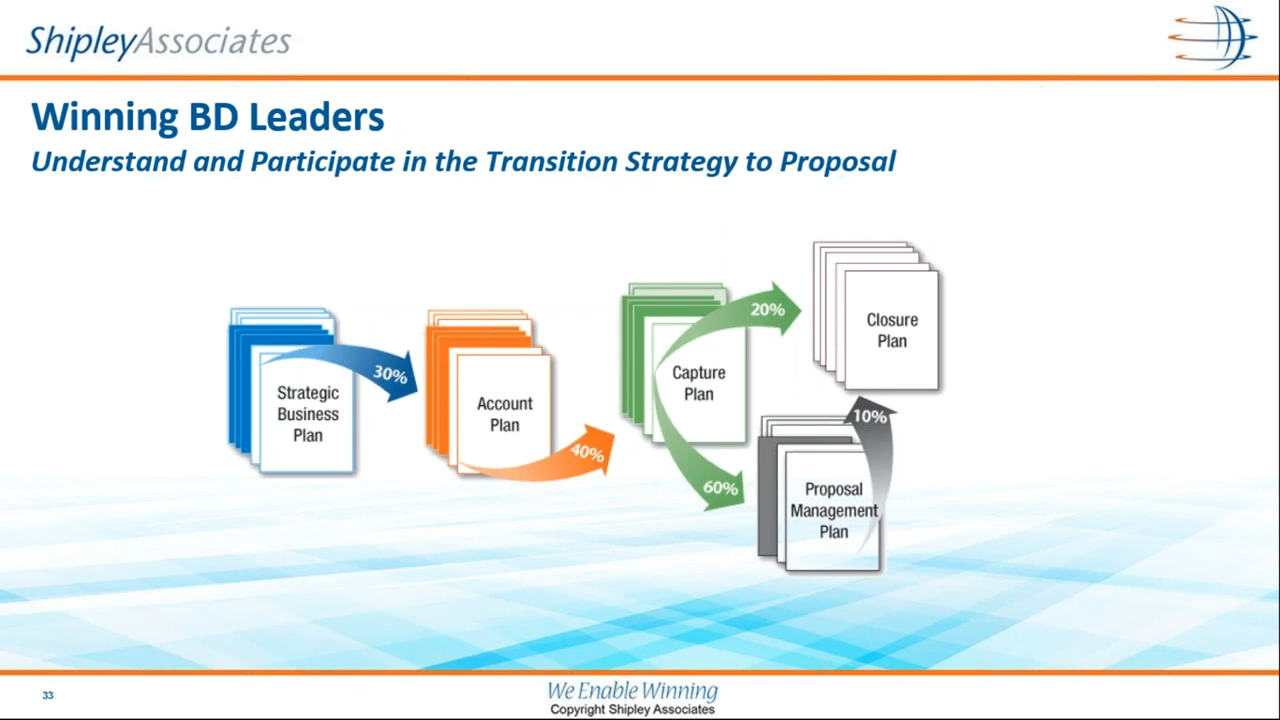 ShipleyAssociates
Winning BD Leaders
Understand and Participate in the Transition Strategy to Proposal
Strategic
Business
Plan
30%
Account
Plan
40%
Capture
Plan
20%
60%
Closure
Plan
10%
Proposal
Management
Plan
33
We Enable Winning
Copyright Shipley Associates